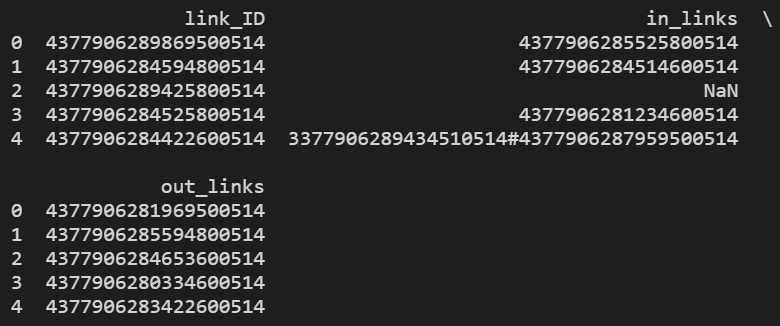 link_ID in_links \
0 4377906289869500514 4377906285525800514
1 4377906284594800514 4377906284514600514
2 4377906289425800514 NaN
3 4377906284525800514 4377906281234600514
4 4377906284422600514 3377906289434510514#4377906287959500514
out_links
0 4377906281969500514
1 4377906285594800514
2 4377906284653600514
3 4377906280334600514
4 4377906283422600514